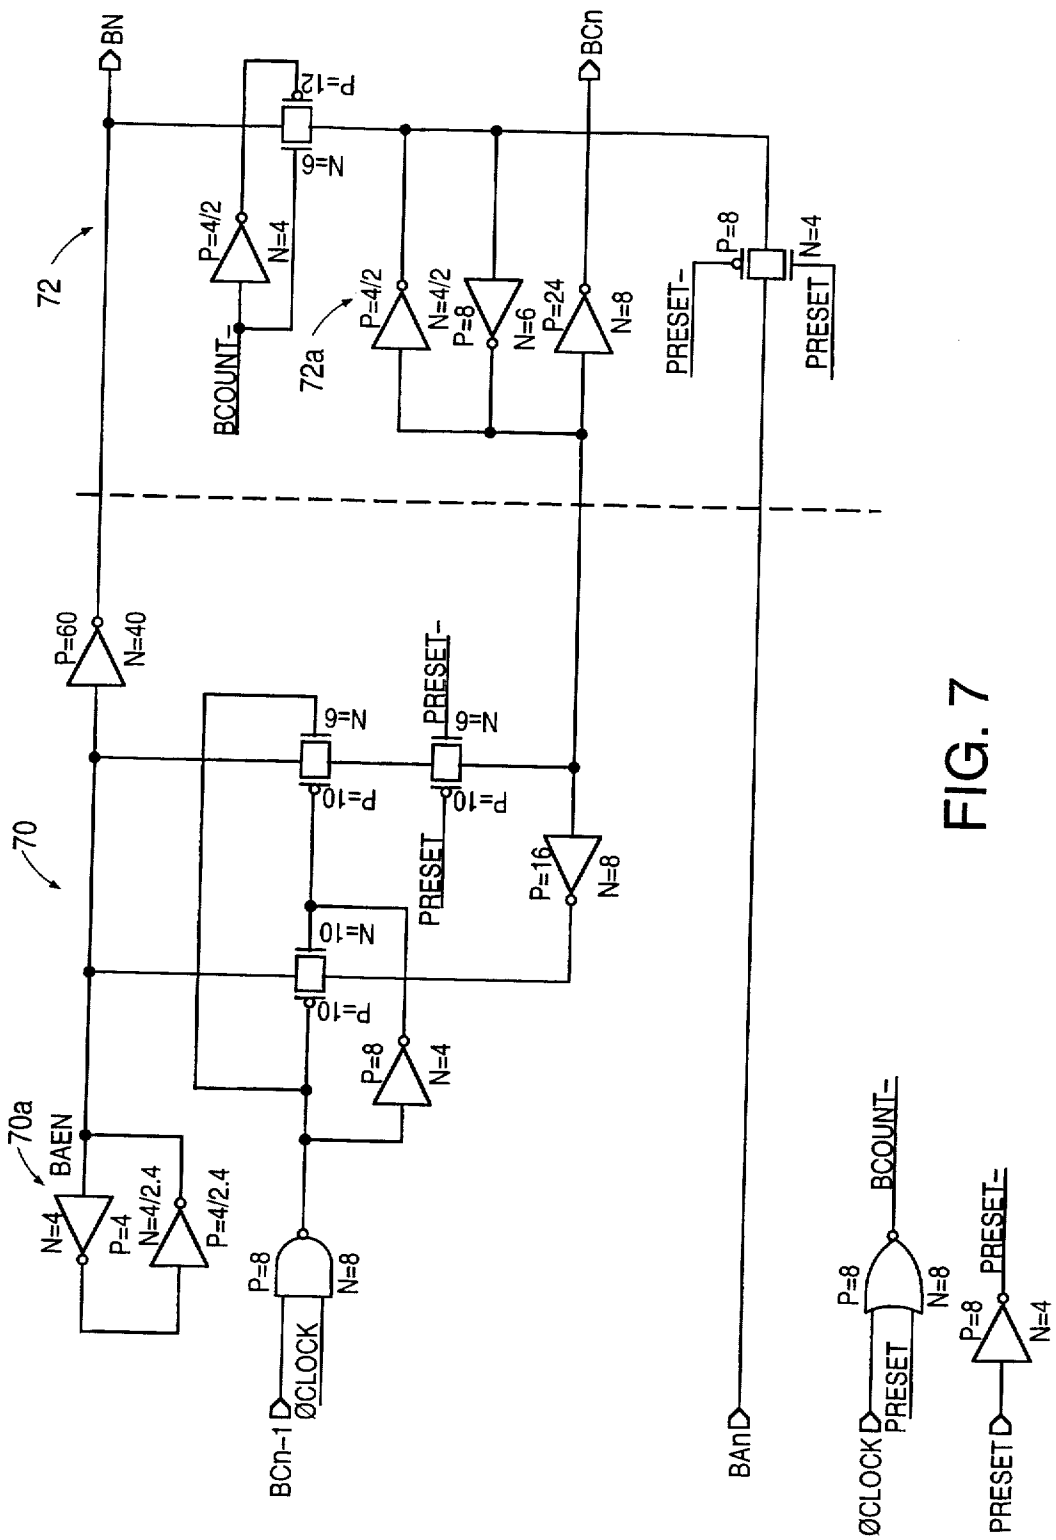 70
70a
BAEN
N=4
P=4
N=4/2.4
P=4/2.4
P=60
N=40
72
BN
BCOUNT-
P=4/2
N=4
N=6
P=12
72a
P=4/2
N=4/2
P=8
N=6
P=24
N=8
BCn
BCn-1
ØCLOCK
P=8
N=8
P=8
N=4
P=10
N=10
P=10
N=6
PRESET
P=10
N=6
PRESET-
P=16
N=8
PRESET-
P=8
N=4
PRESET
BAn
ØCLOCK
PRESET
P=8
N=8
BCOUNT-
PRESET
P=8
N=4
PRESET-
FIG. 7